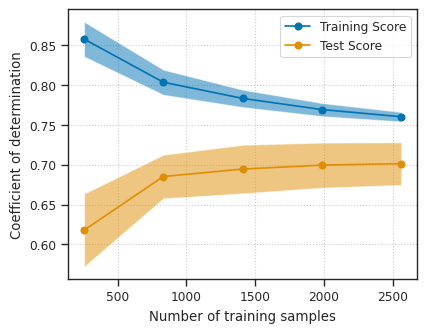 Training Score
Test Score
Coefficient of determination
0.85
0.80
0.75
0.70
0.65
0.60
500
1000
1500
2000
2500
Number of training samples